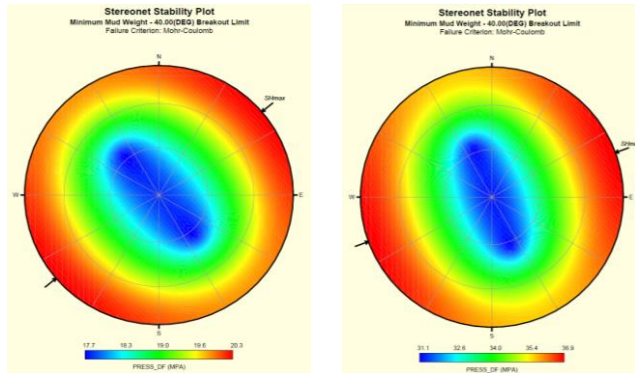 Stereonet Stability Plot
Minimum Mud Weight - 40.00(DEG) Breakout Limit
Failure Criterion: Mohr-Coulomb
N
SHmax
W
E
S
17.7 18.3 19.0 19.6 20.3
PRESS_DF (MPA)
Stereonet Stability Plot
Minimum Mud Weight - 40.00(DEG) Breakout Limit
Failure Criterion: Mohr-Coulomb
N
SHmax
W
E
S
31.1 32.6 34.0 35.4
PRESS_DF (MPA)